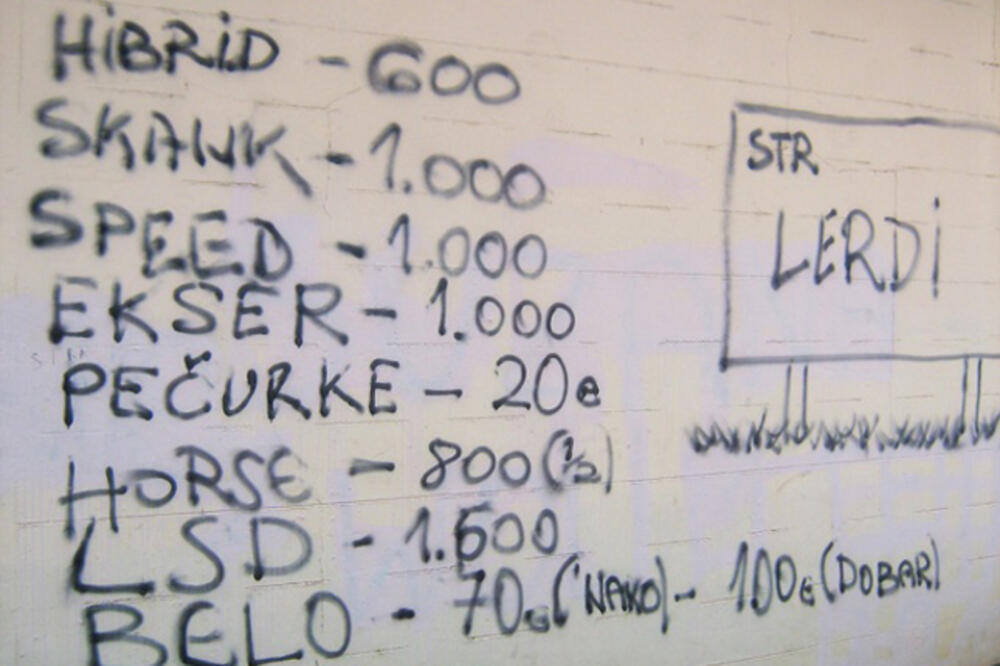 HiBRiD - 600
SKANK - 1.000
SPEED - 1.000
EKSER - 1.000
PEČURKE - 20e
HORSE - 800 (1/2)
LSD - 1.600
BELO - 70e (NAKO) - 100e (DOBAR)
STR
LERDi